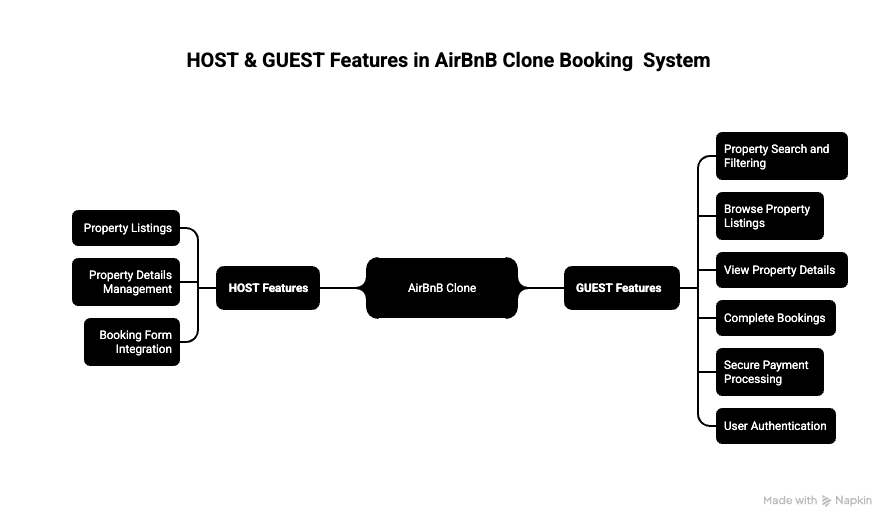 HOST & GUEST Features in AirBnB Clone Booking  System
Property Listings
Property Details
Management
Booking Form
Integration
HOST Features
AirBnB Clone
GUEST Features
Property Search and
Filtering
Browse Property
Listings
View Property Details
Complete Bookings
Secure Payment
Processing
User Authentication
Made with Napkin